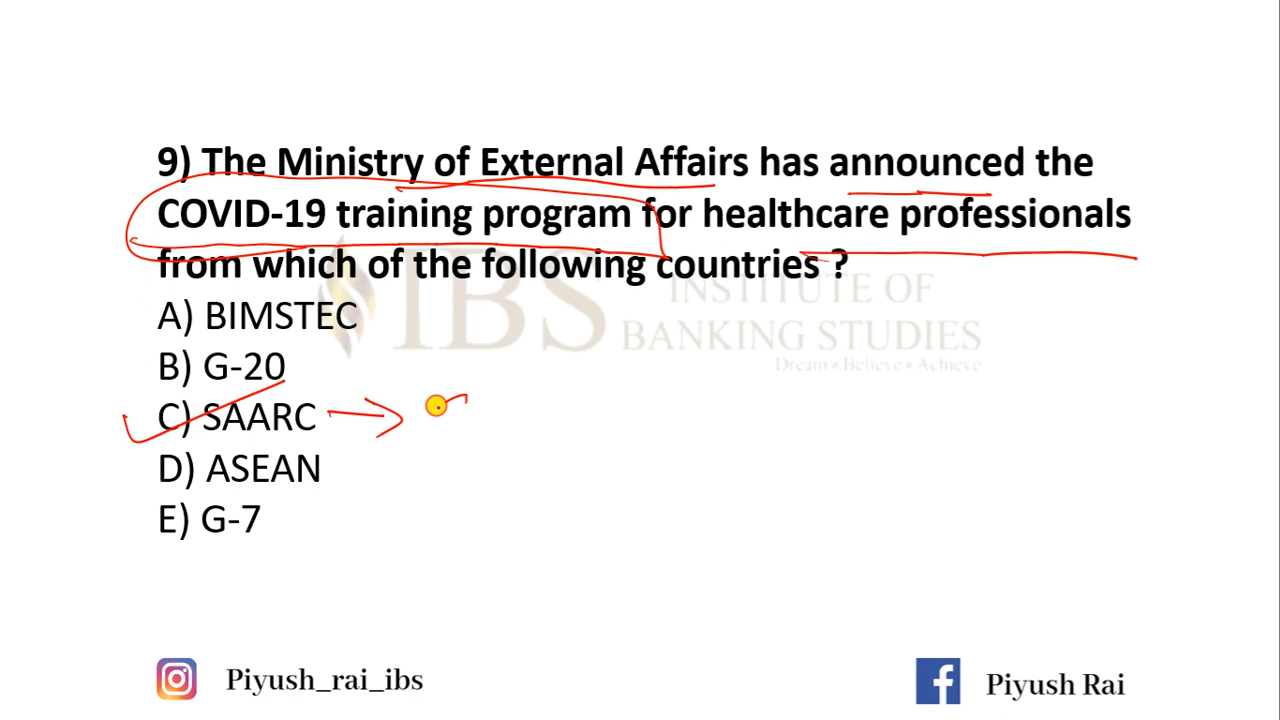 9) The Ministry of External Affairs has announced the
COVID-19 training program for healthcare professionals
from which of the following countries ?
IBS INSTITUTE OF
BANKING STUDIES
Dream • Believe • Achieve
A) BIMSTEC
B) G-20
C) SAARC
D) ASEAN
E) G-7
Piyush_rai_ibs
Piyush Rai